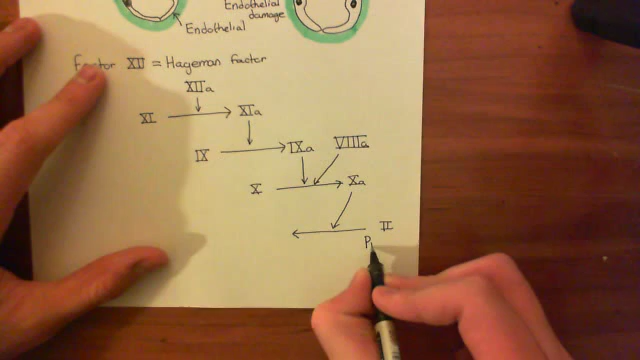 Endothelial
damage
Endothelial
Factor XII = Hageman factor
XIIa
XI → XIa
IX → IXa VIIIa
X → Xa
← II
P